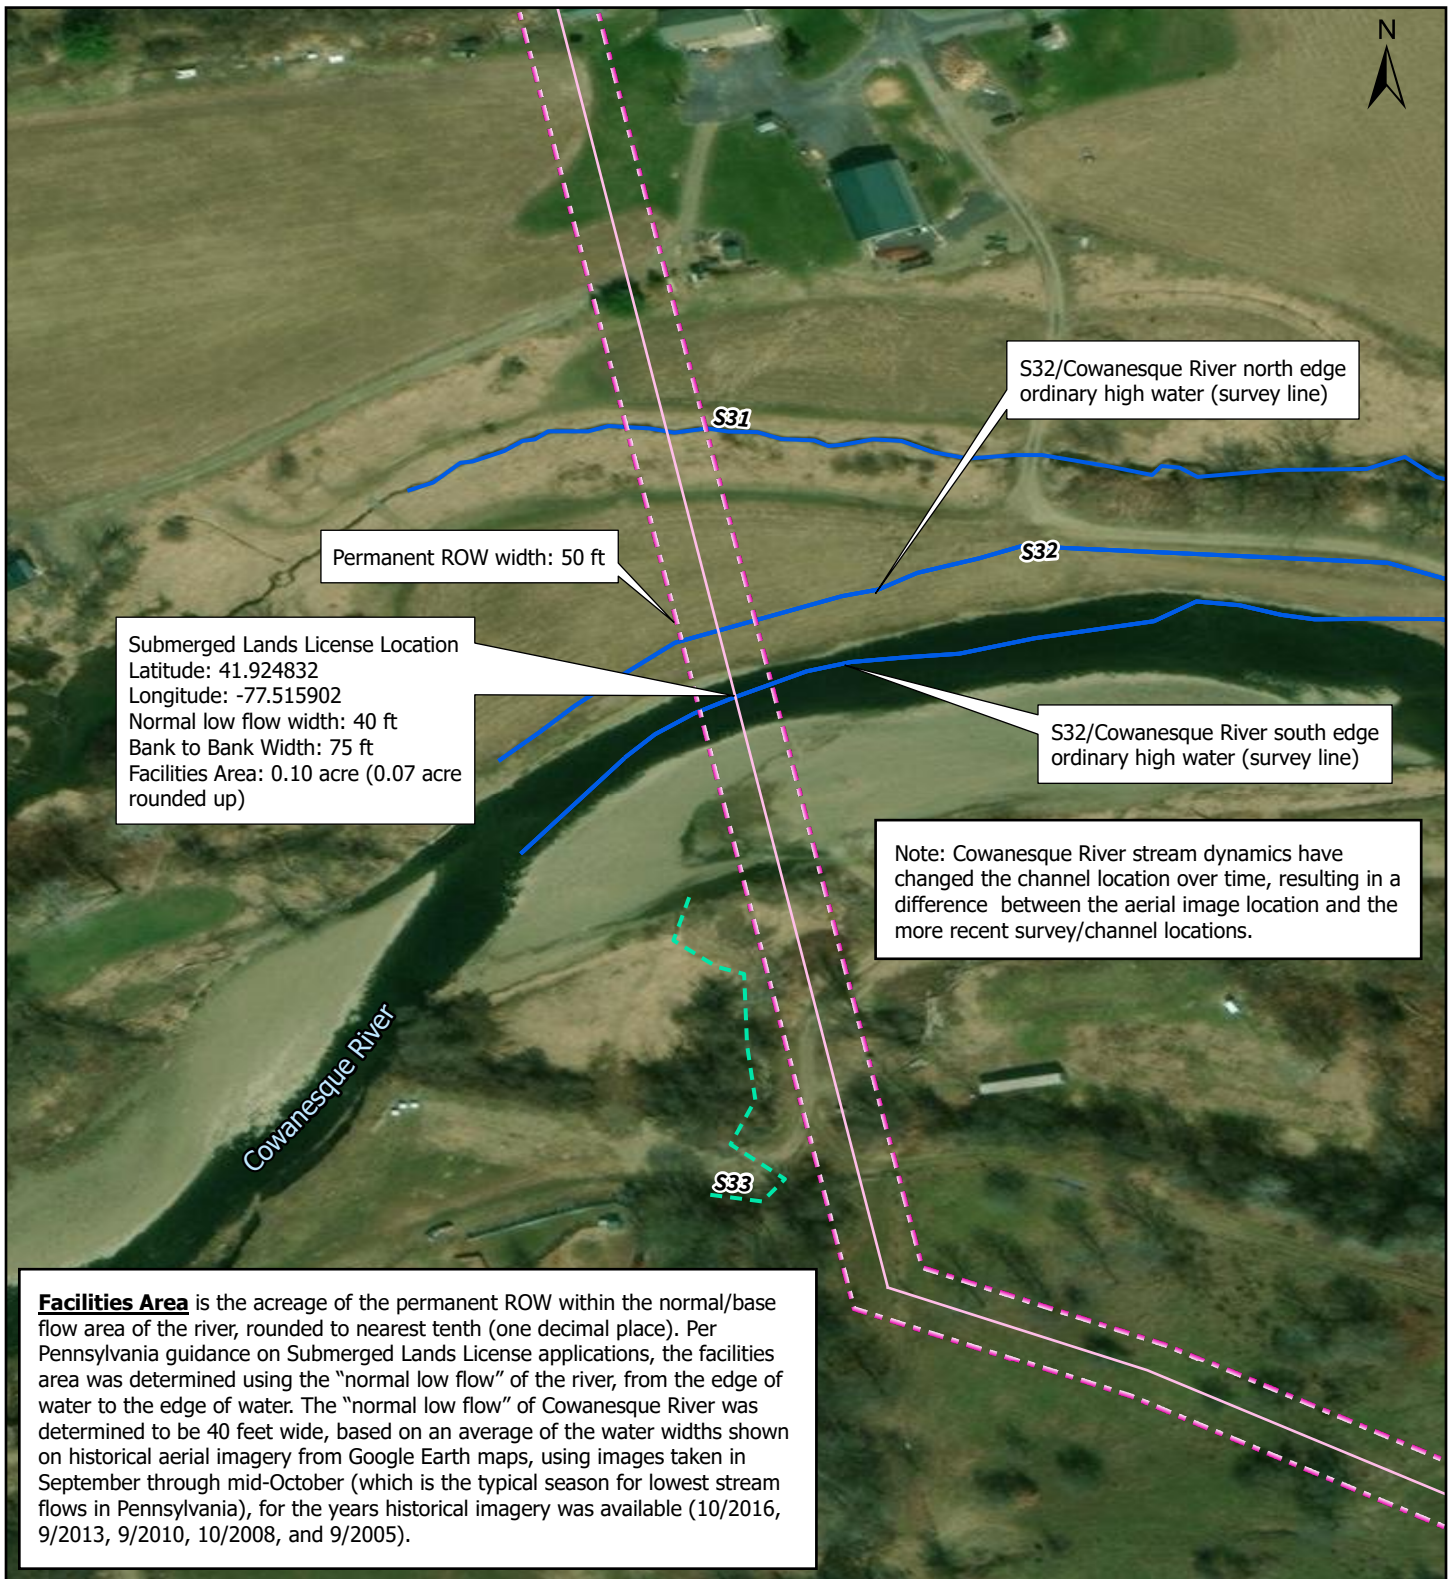 N
S31
S32/Cowanesque River north edge
ordinary high water (survey line)
Permanent ROW width: 50 ft
S32
Submerged Lands License Location
Latitude: 41.924832
Longitude: -77.515902
Normal low flow width: 40 ft
Bank to Bank Width: 75 ft
Facilities Area: 0.10 acre (0.07 acre
rounded up)
S32/Cowanesque River south edge
ordinary high water (survey line)
Note: Cowanesque River stream dynamics have
changed the channel location over time, resulting in a
difference  between the aerial image location and the
more recent survey/channel locations.
Cowanesque River
S33
Facilities Area is the acreage of the permanent ROW within the normal/base
flow area of the river, rounded to nearest tenth (one decimal place). Per
Pennsylvania guidance on Submerged Lands License applications, the facilities
area was determined using the “normal low flow” of the river, from the edge of
water to the edge of water. The “normal low flow” of Cowanesque River was
determined to be 40 feet wide, based on an average of the water widths shown
on historical aerial imagery from Google Earth maps, using images taken in
September through mid-October (which is the typical season for lowest stream
flows in Pennsylvania), for the years historical imagery was available (10/2016,
9/2013, 9/2010, 10/2008, and 9/2005).